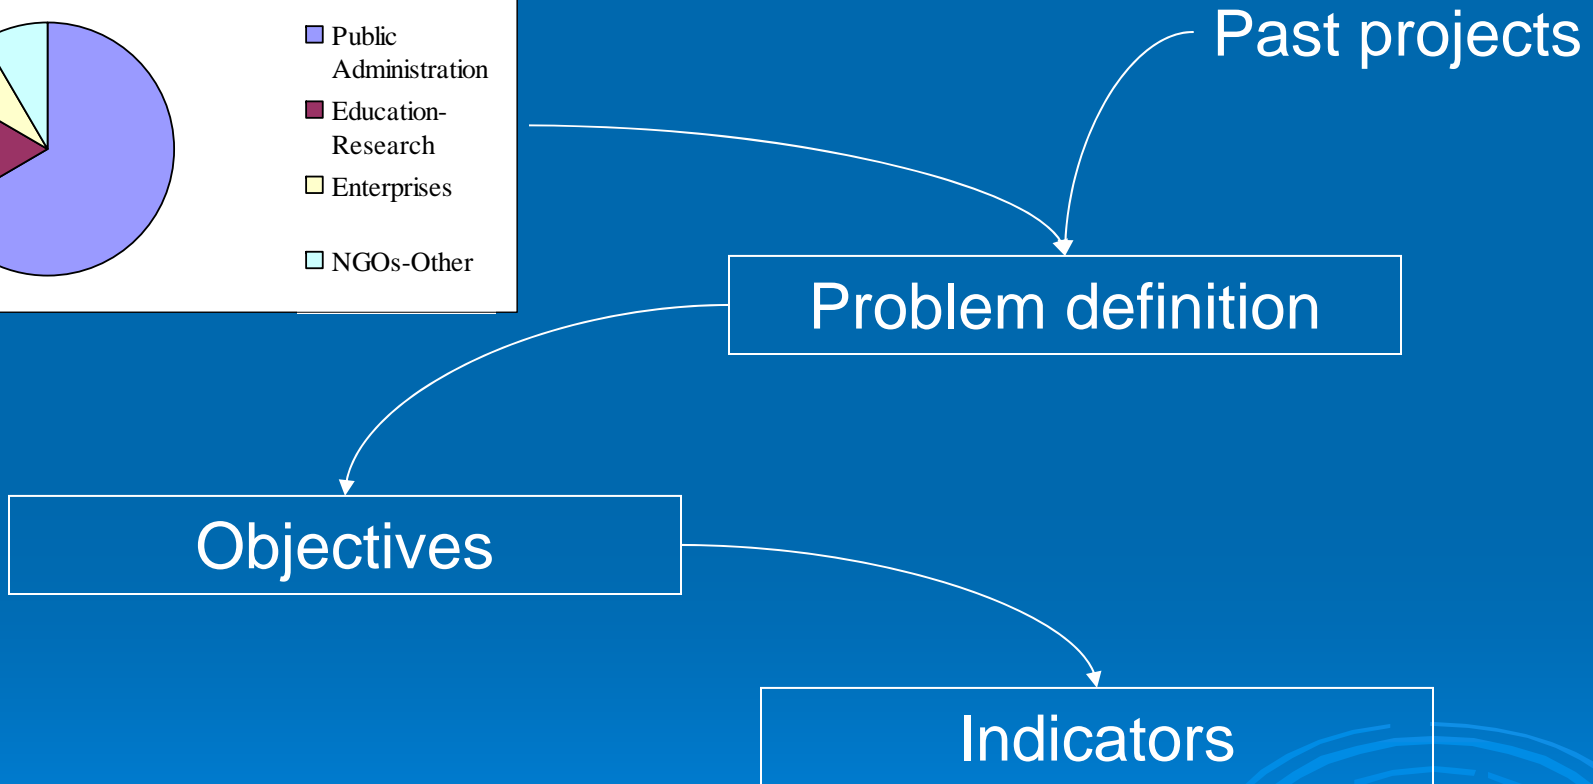 Public
Administration
Education-
Research
Enterprises
NGOs-Other
Past projects
Problem definition
Objectives
Indicators